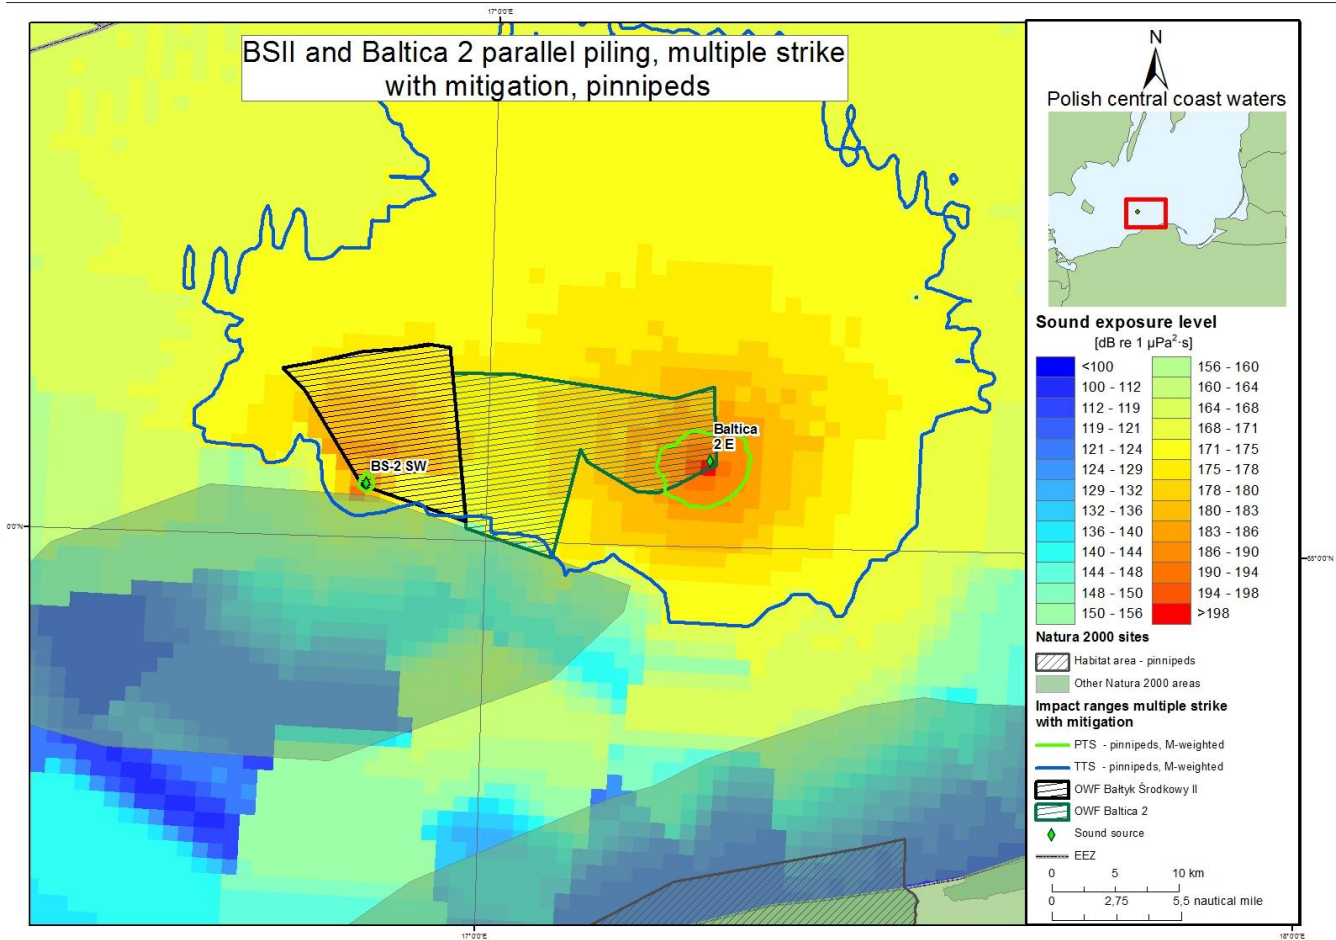 17°0'0"E
BSII and Baltica 2 parallel piling, multiple strike
with mitigation, pinnipeds
Baltica
2 E
BS-2 SW
0'0"N
55°0'0"N
17°0'0"E
18°0'0"E
N
Polish central coast waters
Sound exposure level
[dB re 1 µPa²·s]
<100
100 - 112
112 - 119
119 - 121
121 - 124
124 - 129
129 - 132
132 - 136
136 - 140
140 - 144
144 - 148
148 - 150
150 - 156
156 - 160
160 - 164
164 - 168
168 - 171
171 - 175
175 - 178
178 - 180
180 - 183
183 - 186
186 - 190
190 - 194
194 - 198
>198
Natura 2000 sites
Habitat area - pinnipeds
Other Natura 2000 areas
Impact ranges multiple strike
with mitigation
PTS - pinnipeds, M-weighted
TTS - pinnipeds, M-weighted
OWF Bałtyk Środkowy II
OWF Baltica 2
Sound source
EEZ
0 5 10 km
0 2,75 5,5 nautical mile